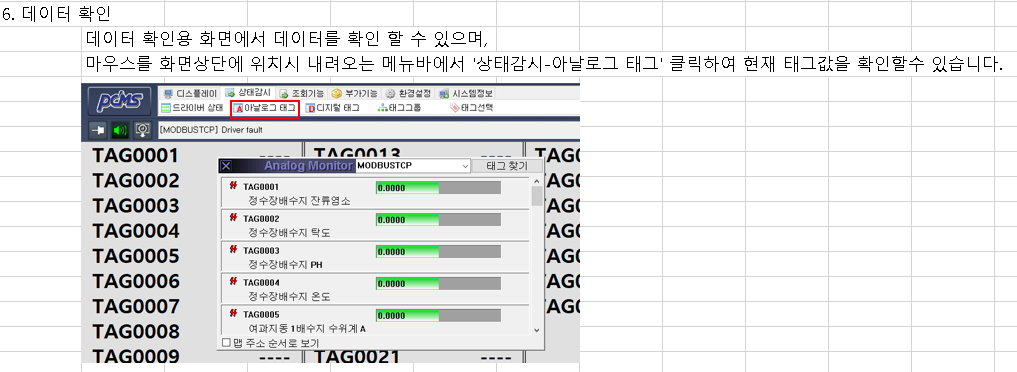 6. 데이터 확인
데이터 확인용 화면에서 데이터를 확인 할 수 있으며,
마우스를 화면상단에 위치시 내려오는 메뉴바에서 '상태감시-아날로그 태그' 클릭하여 현재 태그값을 확인할수 있습니다.
pcms
디스플레이 상태감시 조회기능 부가기능 환경설정 시스템정보
드라이버 상태 아날로그 태그 디지털 태그 태그그룹 태그선택
[MODBUSTCP] Driver fault
TAG0001 ---- TAG0013 ---- TAG0
Analog Monitor MODBUSTCP 태그 찾기
TAG0002
TAG0003
TAG0004
TAG0005
TAG0006
TAG0007
TAG0008
TAG0009 ---- TAG0021 ----
TAG0001 0.0000
정수장배수지 잔류염소
TAG0002 0.0000
정수장배수지 탁도
TAG0003 0.0000
정수장배수지 PH
TAG0004 0.0000
정수장배수지 온도
TAG0005 0.0000
여과지동 1배수지 수위계 A
맵 주소 순서로 보기